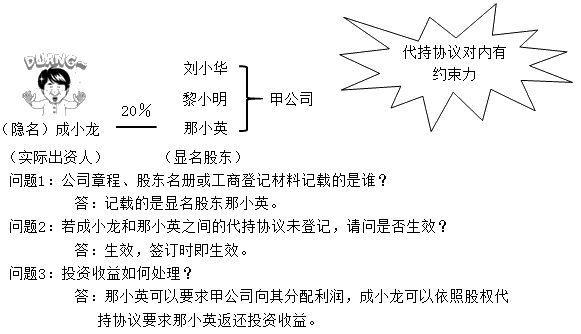 DUANG~
刘小华
代持协议对内有
约束力
黎小明
甲公司
20%
(隐名)成小龙
那小英
(实际出资人)
(显名股东)
问题1：公司章程、股东名册或工商登记材料记载的是谁？
答：记载的是显名股东那小英。
问题2：若成小龙和那小英之间的代持协议未登记，请问是否生效？
答：生效，签订时即生效。
问题3：投资收益如何处理？
答：那小英可以要求甲公司向其分配利润，成小龙可以依照股权代
持协议要求那小英返还投资收益。